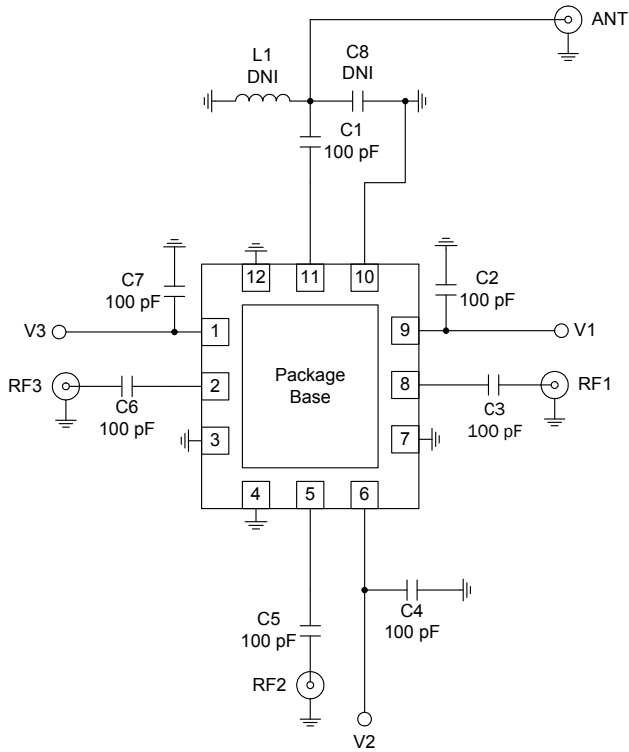 ANT
L1
DNI
C8
DNI
C1
100 pF
12
11
10
C7
100 pF
C2
100 pF
V3
1
9
V1
RF3
2
Package
Base
8
RF1
C6
100 pF
C3
100 pF
3
7
4
5
6
C5
100 pF
C4
100 pF
RF2
V2